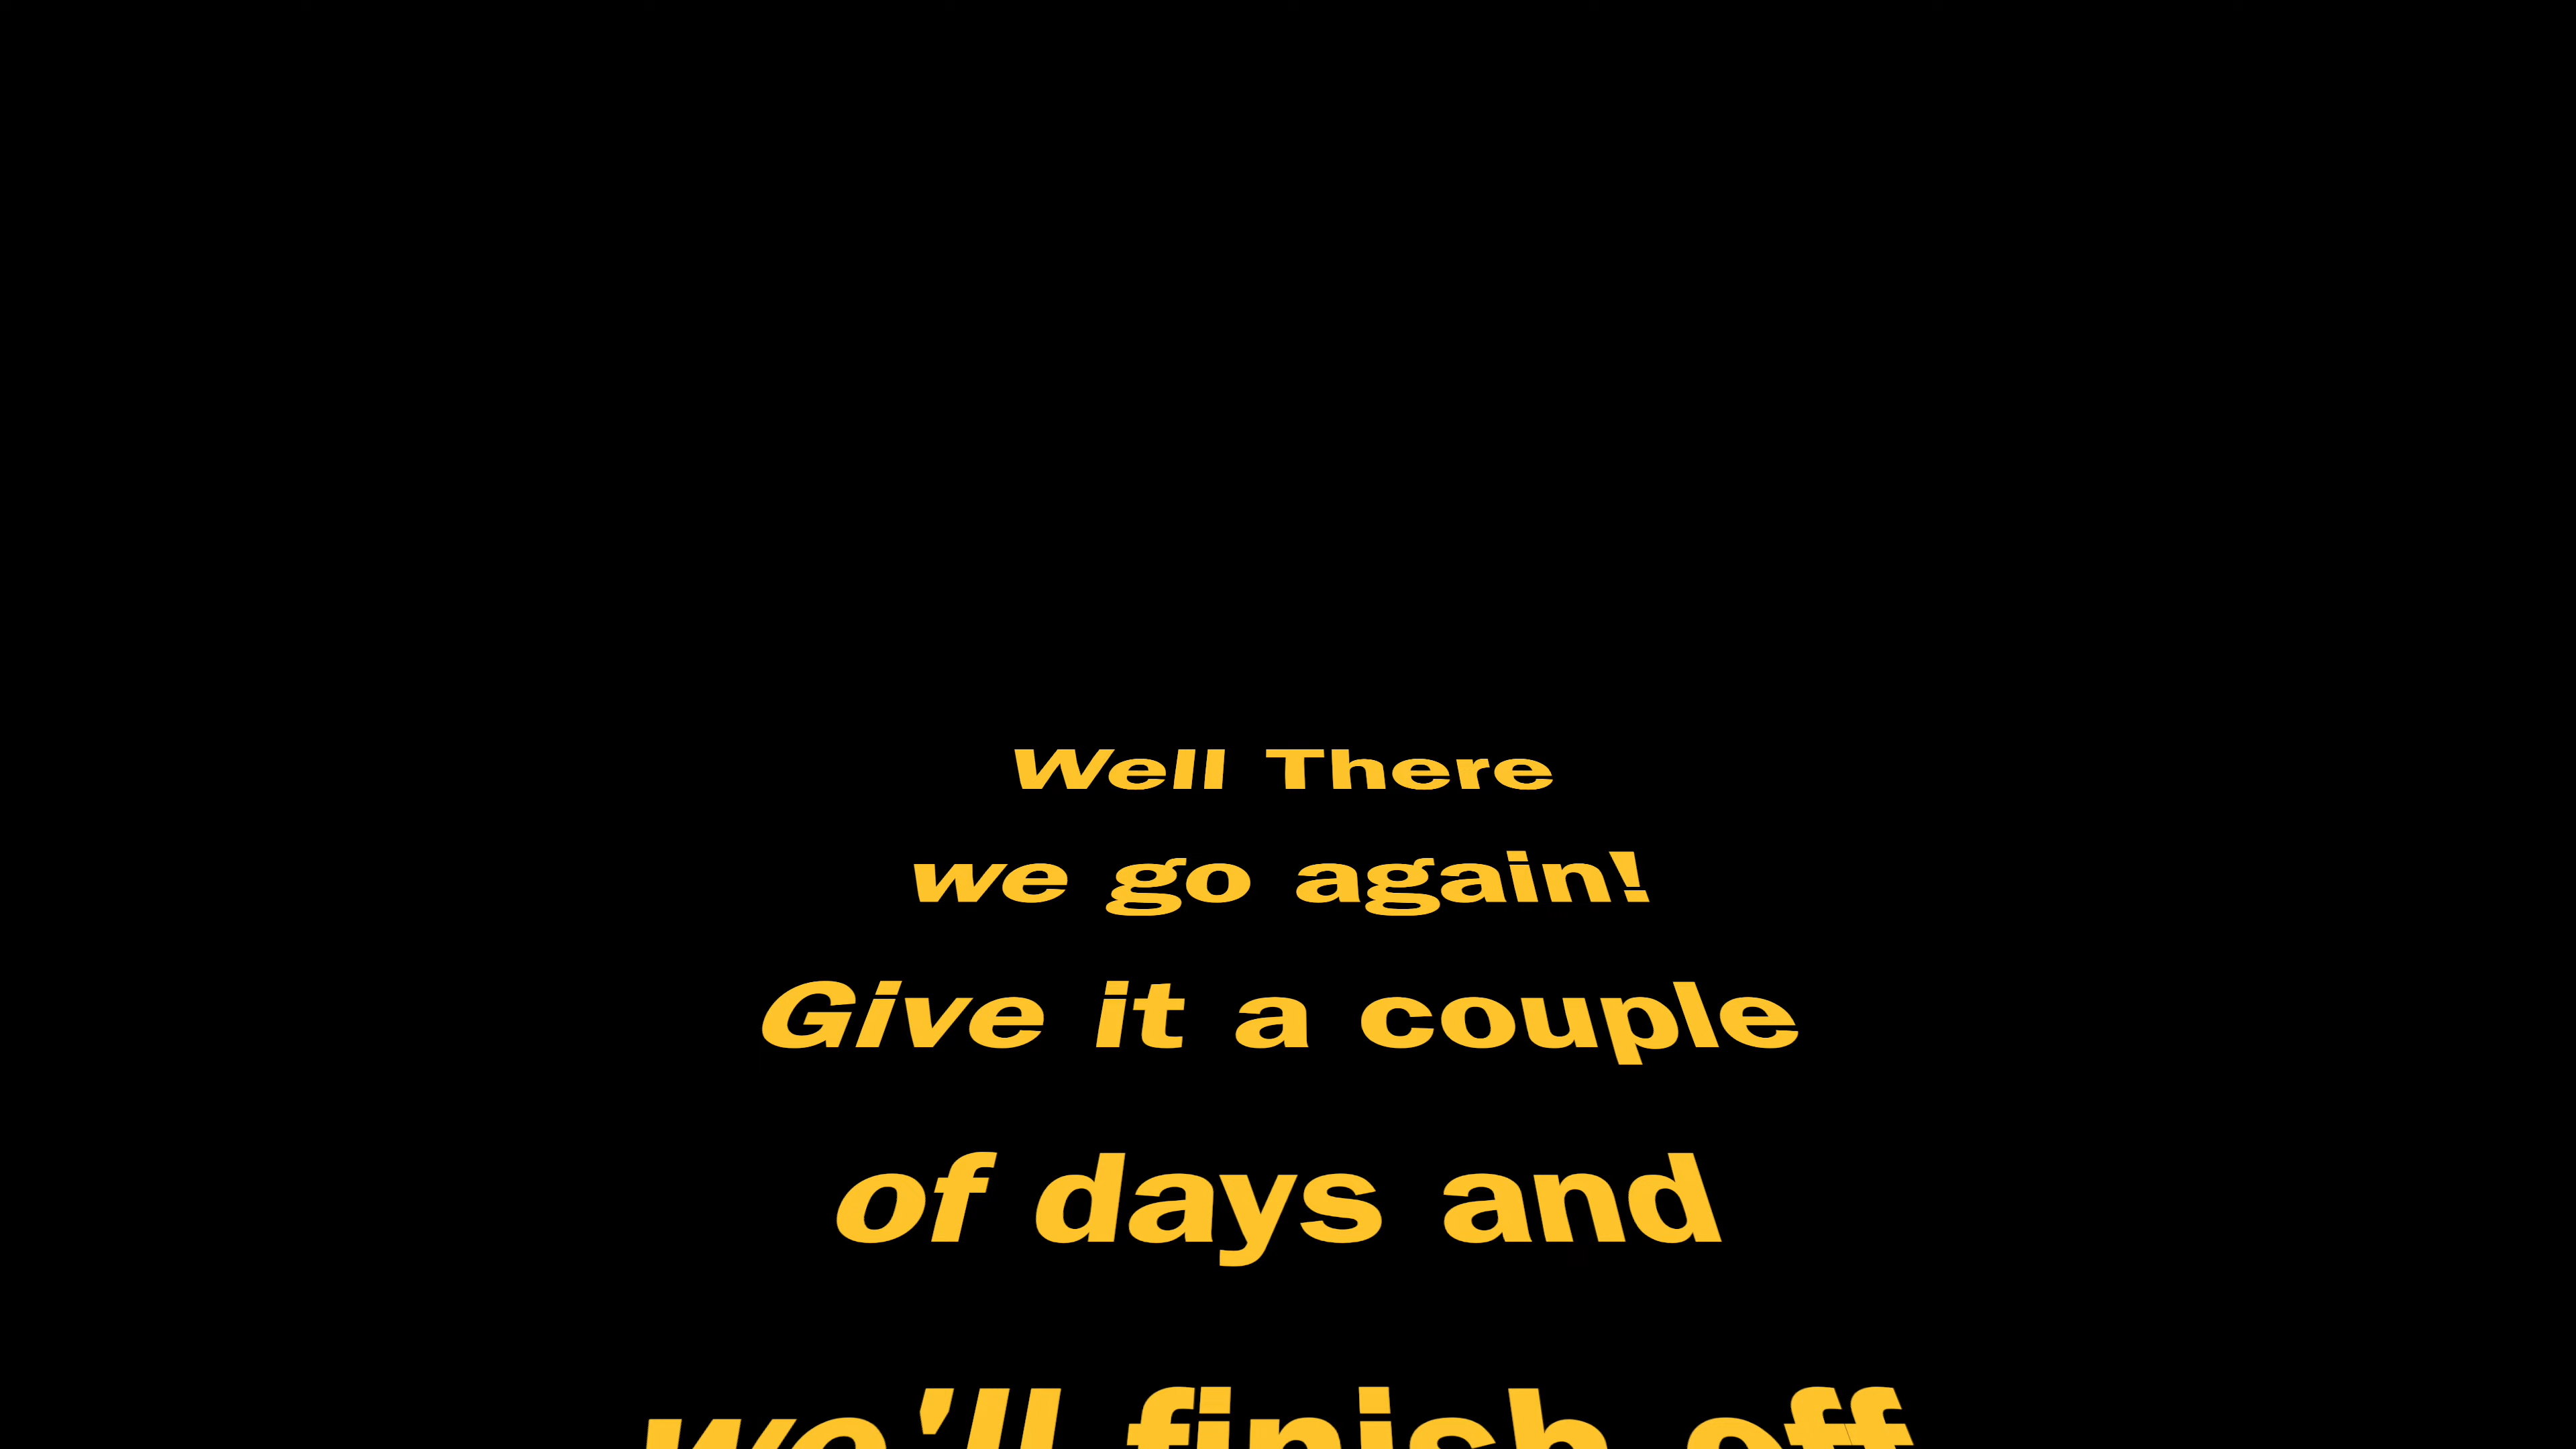 Well There
we go again!
Give it a couple
of days and
we'll finish off